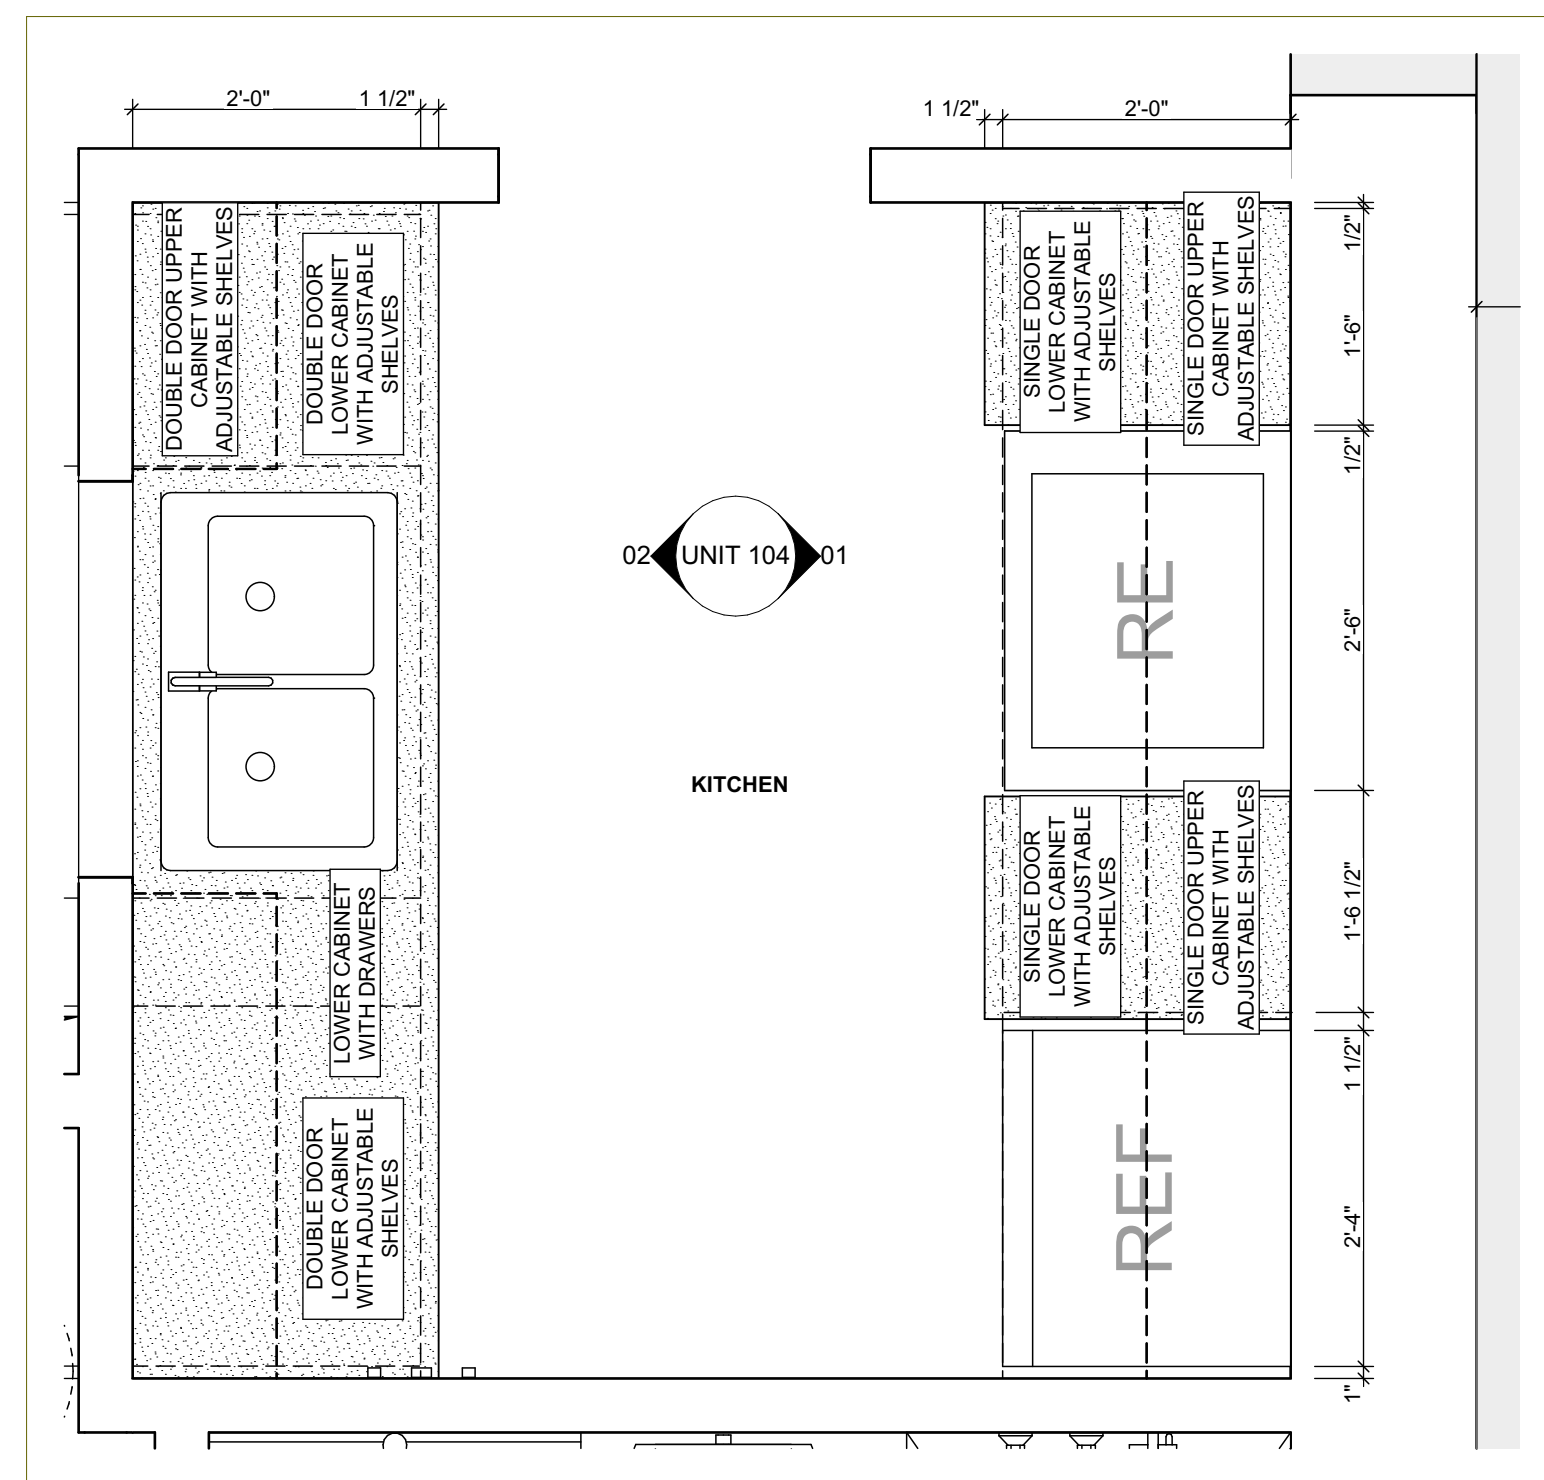 2'-0"
1 1/2"
1 1/2"
2'-0"
DOUBLE DOOR UPPER
CABINET WITH
ADJUSTABLE SHELVES
DOUBLE DOOR
LOWER CABINET
WITH ADJUSTABLE
SHELVES
SINGLE DOOR
LOWER CABINET
WITH ADJUSTABLE
SHELVES
SINGLE DOOR UPPER
CABINET WITH
ADJUSTABLE SHELVES
1/2"
1'-6"
1/2"
02
UNIT 104
01
RE
2'-6"
KITCHEN
LOWER CABINET
WITH DRAWERS
SINGLE DOOR
LOWER CABINET
WITH ADJUSTABLE
SHELVES
SINGLE DOOR UPPER
CABINET WITH
ADJUSTABLE SHELVES
1'-6 1/2"
1 1/2"
DOUBLE DOOR
LOWER CABINET
WITH ADJUSTABLE
SHELVES
REF
2'-4"
1"